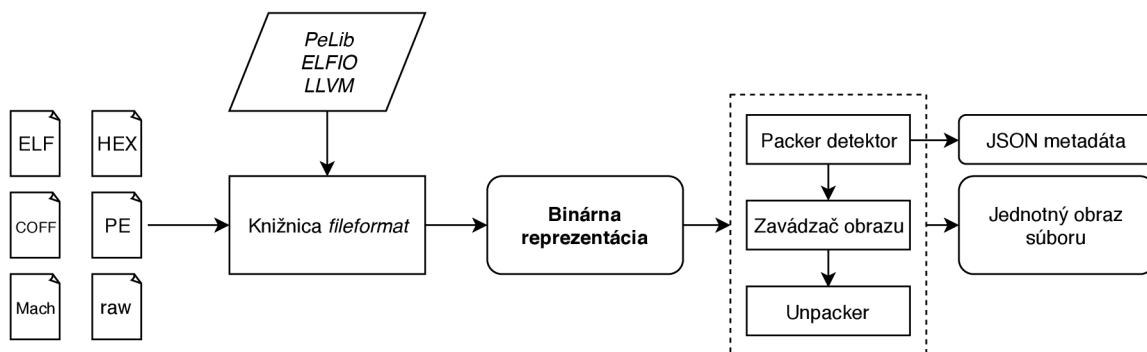 PeLib
ELFIO
LLVM
ELF
HEX
COFF
PE
Mach
raw
Knižnica fileformat
Binárna
reprezentácia
Packer detektor
Zavádzač obrazu
Unpacker
JSON metadáta
Jednotný obraz
súboru